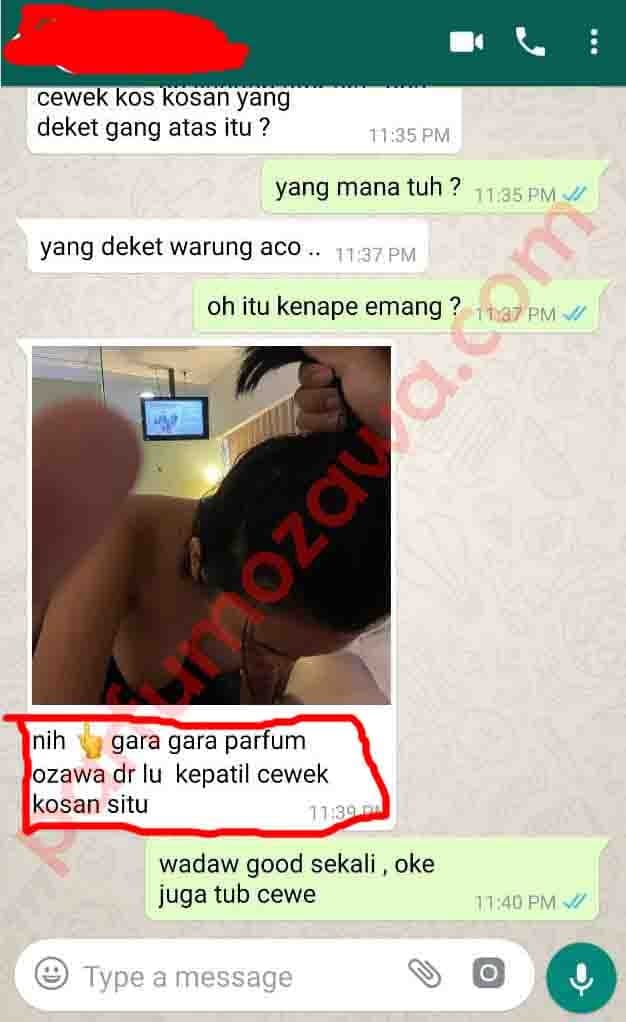 cewek kos kosan yang
deket gang atas itu ?
11:35 PM
yang mana tuh ? 11:35 PM
yang deket warung aco .. 11:37 PM
oh itu kenape emang ? 11:37 PM
parfumozawa.com
nih 👆 gara gara parfum
ozawa dr lu kepatil cewek
kosan situ
11:39 PM
wadaw good sekali , oke
juga tub cewe
11:40 PM
Type a message